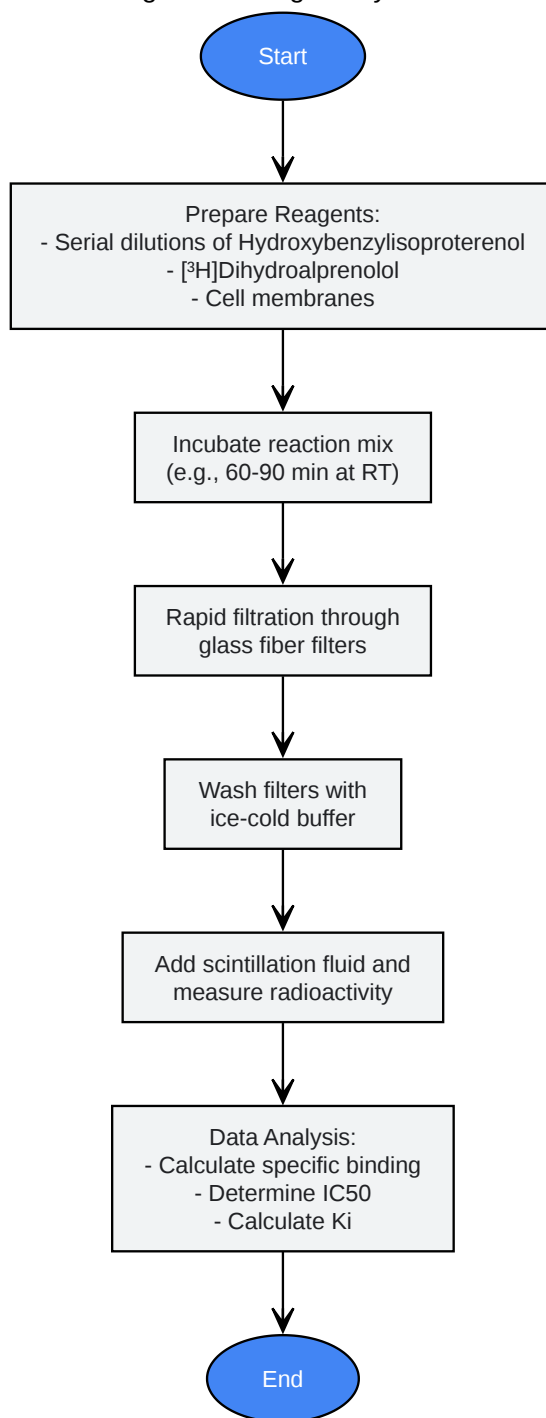 Start
Prepare Reagents:
- Serial dilutions of Hydroxybenzylisoproterenol
- [³H]Dihydroalprenolol
- Cell membranes
Incubate reaction mix
(e.g., 60-90 min at RT)
Rapid filtration through
glass fiber filters
Wash filters with
ice-cold buffer
Add scintillation fluid and
measure radioactivity
Data Analysis:
- Calculate specific binding
- Determine IC50
- Calculate Ki
End